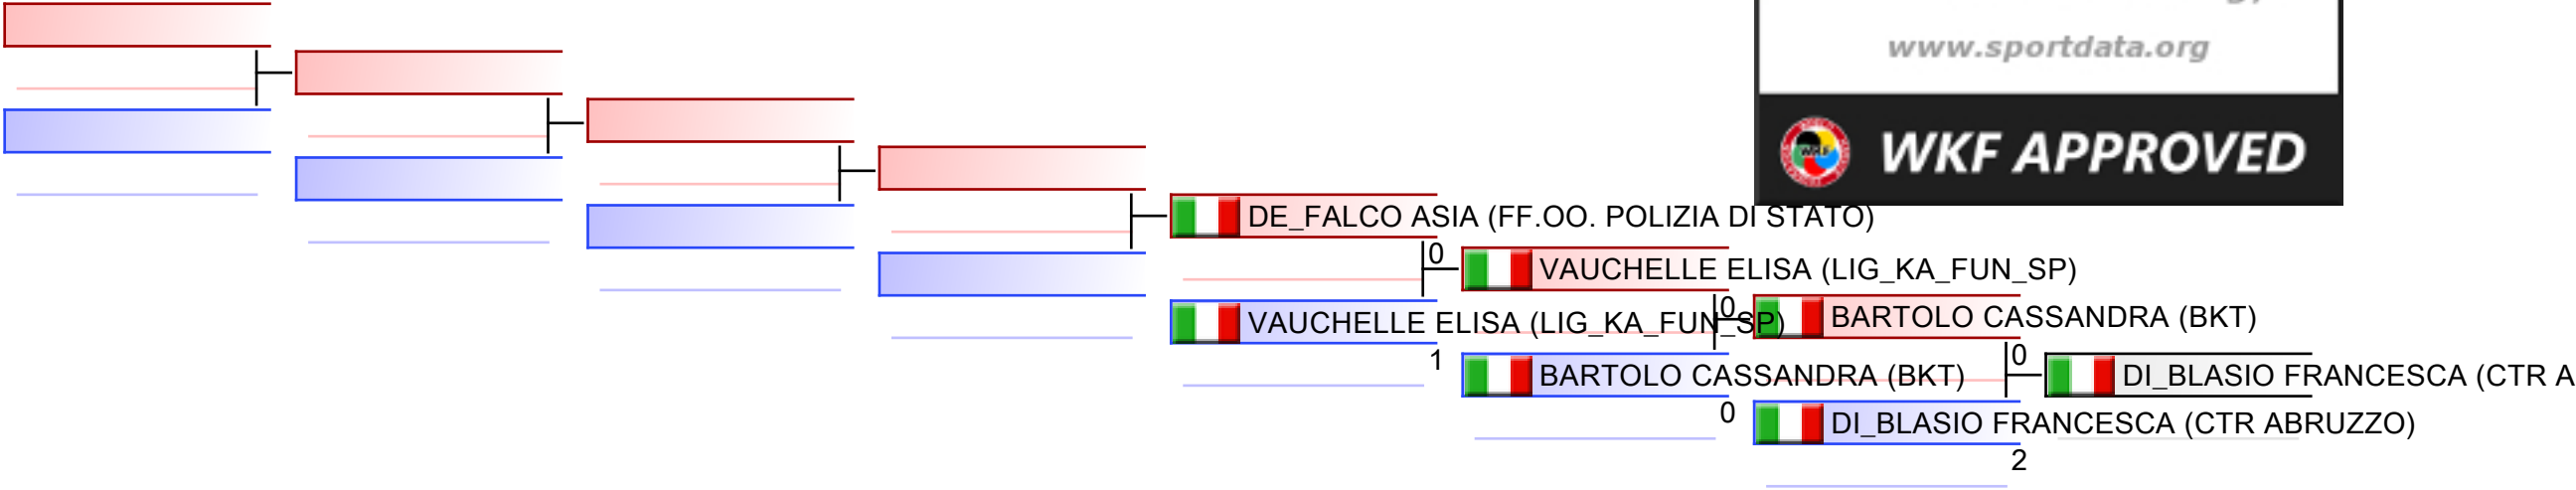 www.sportdata.org
WKF APPROVED
DE_FALCO ASIA (FF.OO. POLIZIA DI STATO)
0
VAUCHELLE ELISA (LIG_KA_FUN_SP)
0
BARTOLO CASSANDRA (BKT)
VAUCHELLE ELISA (LIG_KA_FUN_SP)
1
0
BARTOLO CASSANDRA (BKT)
DI_BLASIO FRANCESCA (CTR A
0
DI_BLASIO FRANCESCA (CTR ABRUZZO)
2